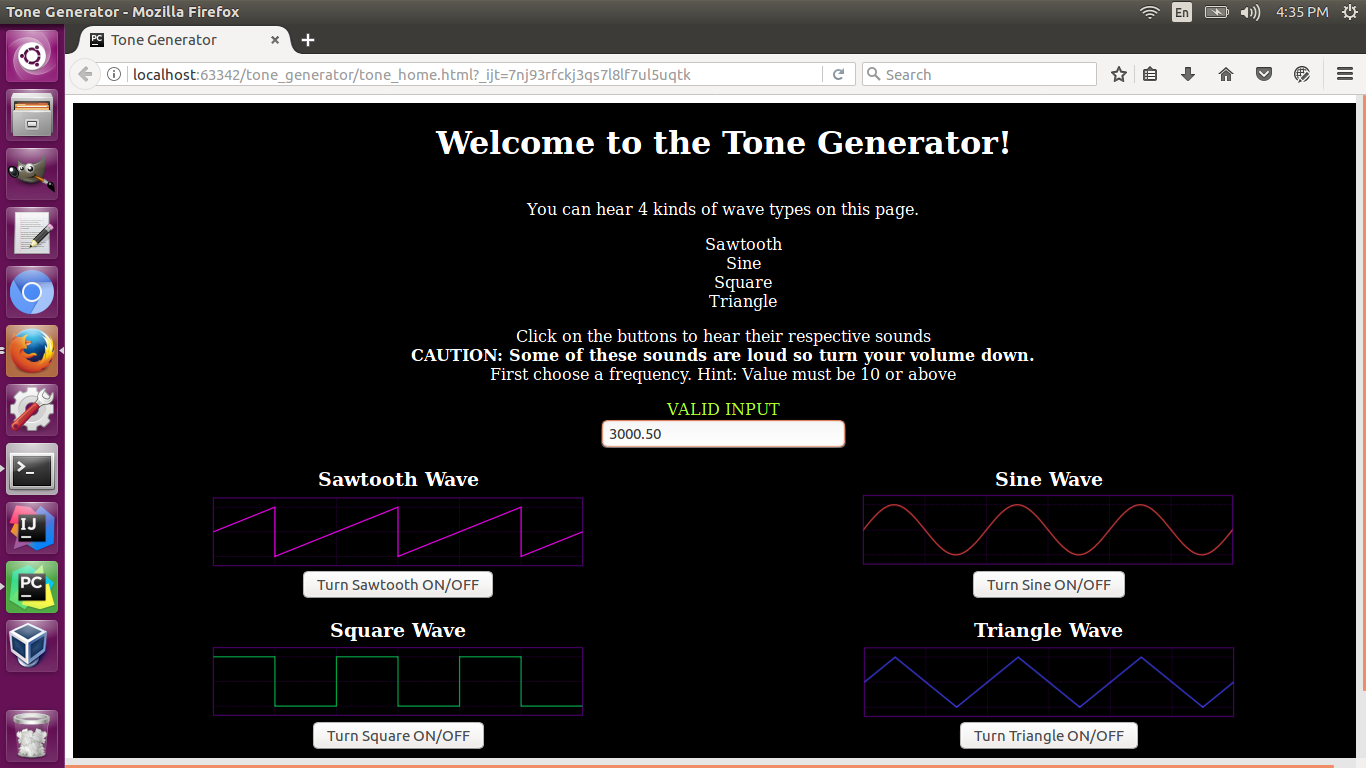 Tone Generator - Mozilla Firefox
En
4:35 PM
PC
Tone Generator
localhost:63342/tone_generator/tone_home.html?_ijt=7nj93rfckj3qs7l8lf7ul5uqtk
Search
Welcome to the Tone Generator!
You can hear 4 kinds of wave types on this page.
Sawtooth
Sine
Square
Triangle
Click on the buttons to hear their respective sounds
CAUTION: Some of these sounds are loud so turn your volume down.
First choose a frequency. Hint: Value must be 10 or above
VALID INPUT
3000.50
Sawtooth Wave
Sine Wave
Turn Sawtooth ON/OFF
Turn Sine ON/OFF
Square Wave
Triangle Wave
Turn Square ON/OFF
Turn Triangle ON/OFF
>_
IJ
PC